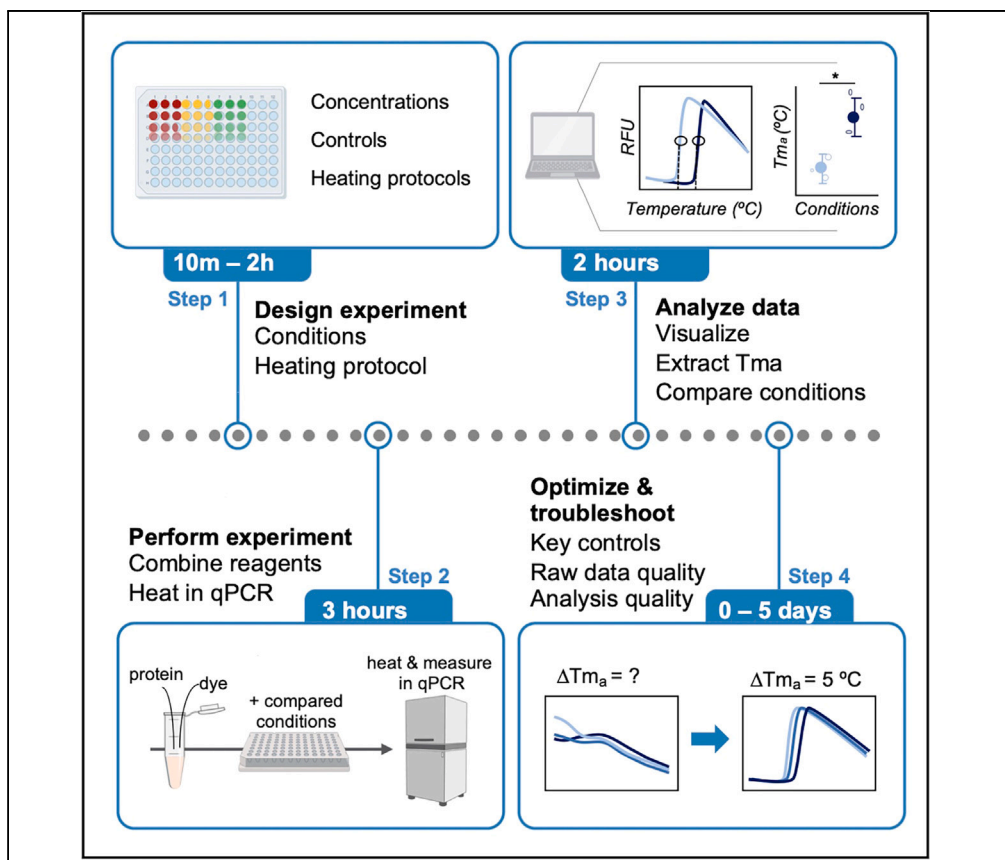 Concentrations
Controls
Heating protocols
10m – 2h
Step 1
Design experiment
Conditions
Heating protocol
Perform experiment
Combine reagents
Heat in qPCR
Step 2
3 hours
protein
dye
+ compared
conditions
heat & measure
in qPCR
RFU
Temperature (ºC)
*
Tmₐ (ºC)
Conditions
2 hours
Step 3
Analyze data
Visualize
Extract Tma
Compare conditions
Optimize &
troubleshoot
Key controls
Raw data quality
Analysis quality
Step 4
0 – 5 days
ΔTmₐ = ?
ΔTmₐ = 5 ºC